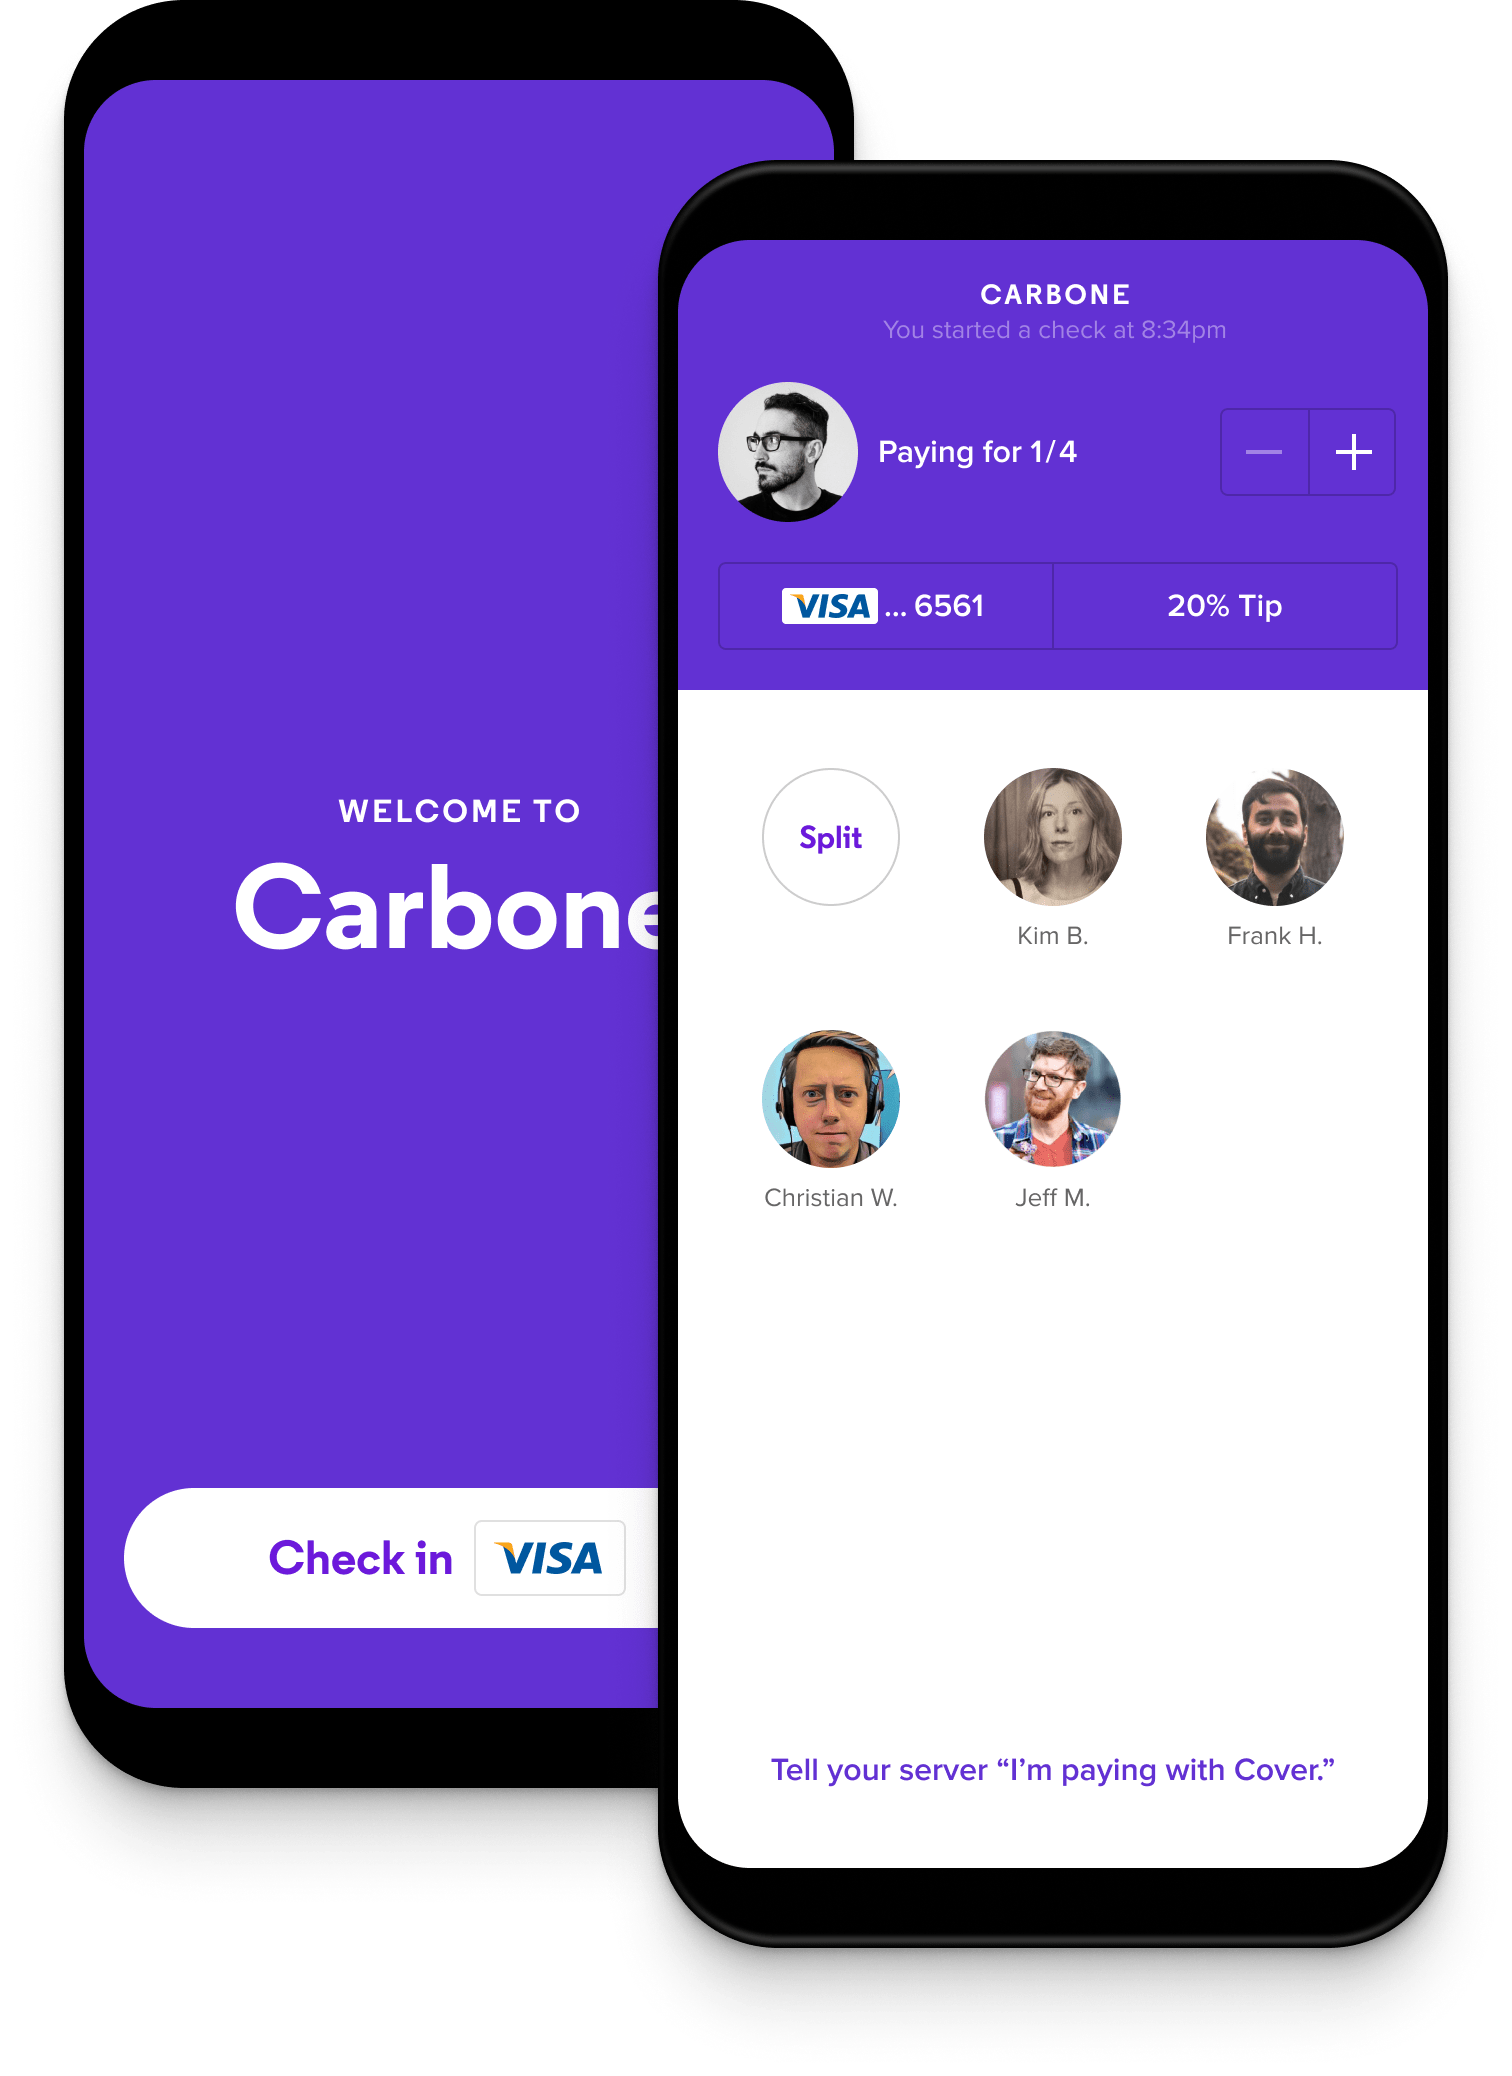 WELCOME TO
Carbone
Check in VISA
CARBONE
You started a check at 8:34pm
Paying for 1/4
VISA ... 6561
20% Tip
Split
Kim B.
Frank H.
Christian W.
Jeff M.
Tell your server “I’m paying with Cover.”